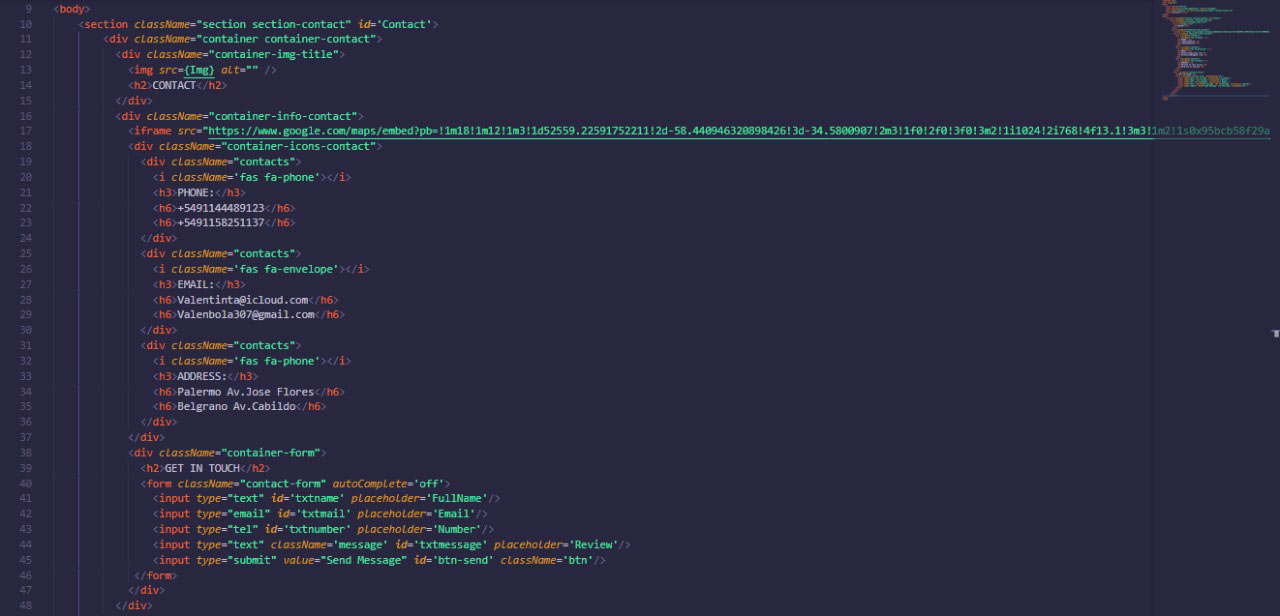 9 <body>
10 <section className="section section-contact" id='Contact'>
11 <div className="container container-contact">
12 <div className="container-img-title">
13 <img src={Img} alt="" />
14 <h2>CONTACT</h2>
15 </div>
16 <div className="container-info-contact">
17 <iframe src="https://www.google.com/maps/embed?pb=!1m18!1m12!1m3!1d52559.22591752211!2d-58.440946320898426!3d-34.5800907!2m3!1f0!2f0!3f0!3m2!1i1024!2i768!4f13.1!3m3!1m2!1s0x95bcb58f29a
18 <div className="container-icons-contact">
19 <div className="contacts">
20 <i className='fas fa-phone'></i>
21 <h3>PHONE:</h3>
22 <h6>+5491144489123</h6>
23 <h6>+5491158251137</h6>
24 </div>
25 <div className="contacts">
26 <i className='fas fa-envelope'></i>
27 <h3>EMAIL:</h3>
28 <h6>Valentinta@icloud.com</h6>
29 <h6>Valenbola307@gmail.com</h6>
30 </div>
31 <div className="contacts">
32 <i className='fas fa-phone'></i>
33 <h3>ADDRESS:</h3>
34 <h6>Palermo Av.Jose Flores</h6>
35 <h6>Belgrano Av.Cabildo</h6>
36 </div>
37 </div>
38 <div className="container-form">
39 <h2>GET IN TOUCH</h2>
40 <form className="contact-form" autoComplete='off'>
41 <input type="text" id='txtname' placeholder='FullName'/>
42 <input type="email" id='txtmail' placeholder='Email'/>
43 <input type="tel" id='txtnumber' placeholder='Number'/>
44 <input type="text" className='message' id='txtmessage' placeholder='Review'/>
45 <input type="submit" value="Send Message" id='btn-send' className='btn'/>
46 </form>
47 </div>
48 </div>